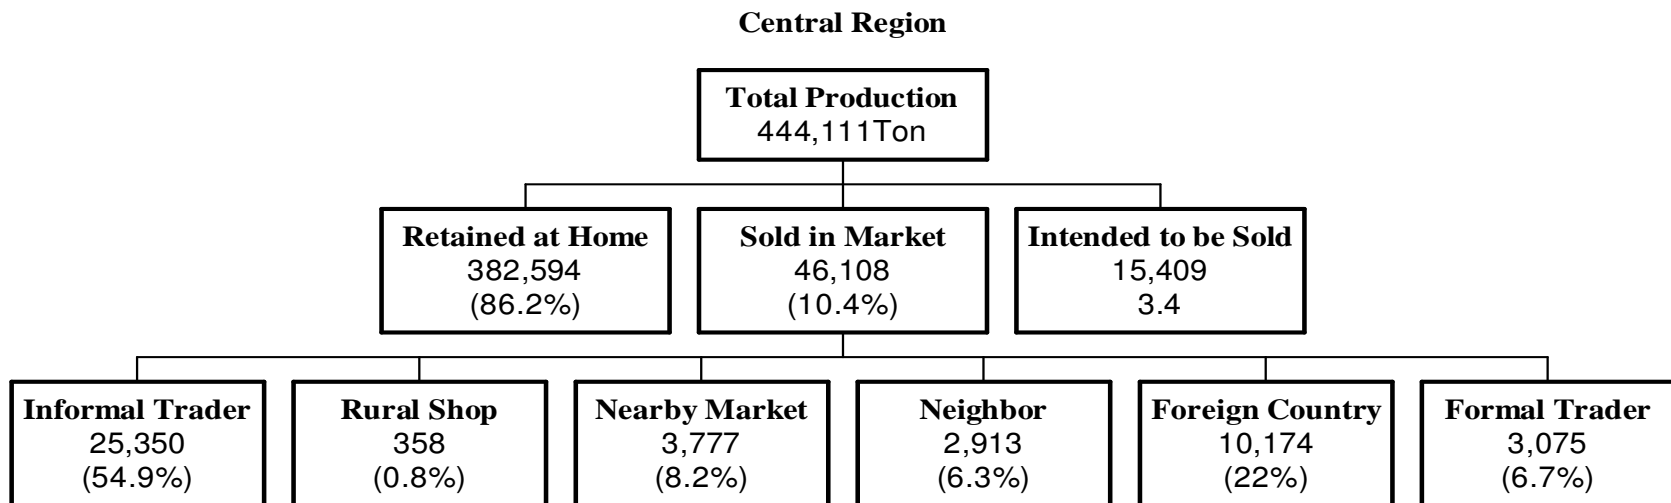 Central Region
Total Production
444,111Ton
Retained at Home
382,594
(86.2%)
Sold in Market
46,108
(10.4%)
Intended to be Sold
15,409
3.4
Informal Trader
25,350
(54.9%)
Rural Shop
358
(0.8%)
Nearby Market
3,777
(8.2%)
Neighbor
2,913
(6.3%)
Foreign Country
10,174
(22%)
Formal Trader
3,075
(6.7%)